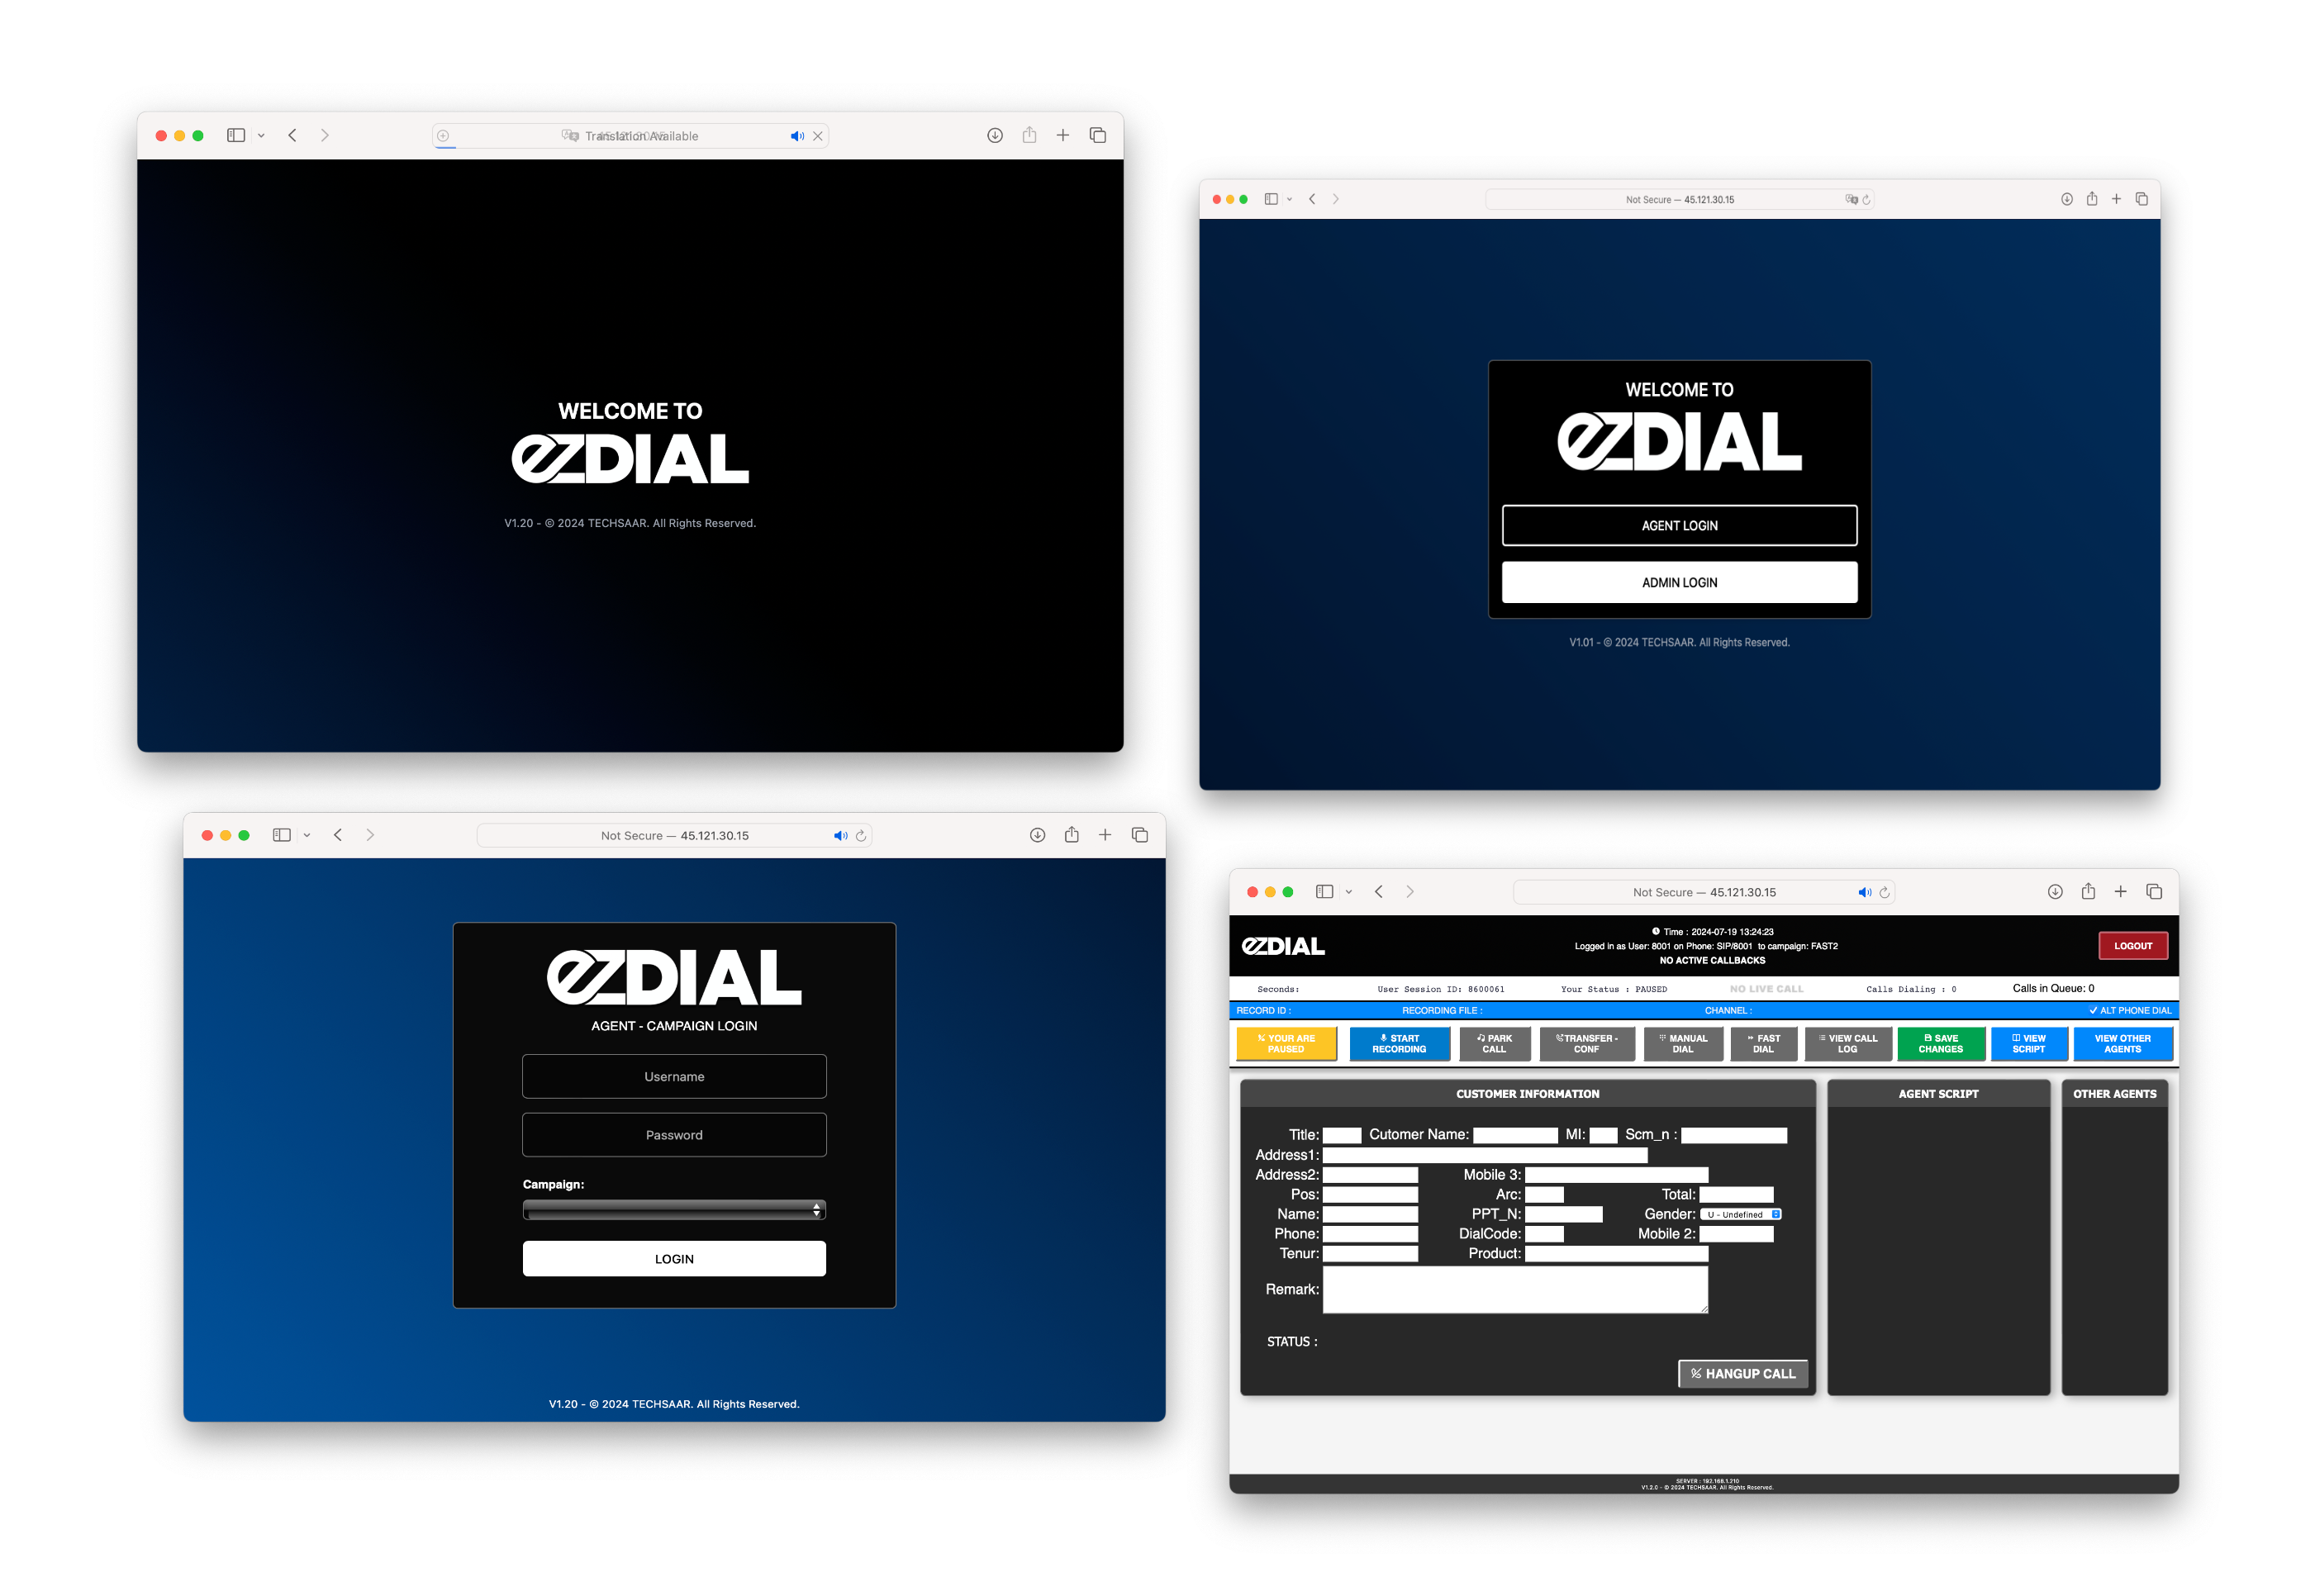 Translation Available
WELCOME TO
ezDIAL
V1.20 - © 2024 TECHSAAR. All Rights Reserved.
Not Secure — 45.121.30.15
WELCOME TO
ezDIAL
AGENT LOGIN
ADMIN LOGIN
V1.01 - © 2024 TECHSAAR. All Rights Reserved.
Not Secure — 45.121.30.15
ezDIAL
AGENT - CAMPAIGN LOGIN
Username
Password
Campaign:
LOGIN
V1.20 - © 2024 TECHSAAR. All Rights Reserved.
Not Secure — 45.121.30.15
ezDIAL
Time : 2024-07-19 13:24:23
Logged in as User: 8001 on Phone: SIP/8001 to campaign: FAST2
NO ACTIVE CALLBACKS
LOGOUT
Seconds: User Session ID: 8600061 Your Status : PAUSED NO LIVE CALL Calls Dialing : 0 Calls in Queue: 0
RECORD ID : RECORDING FILE : CHANNEL : ALT PHONE DIAL
YOUR ARE PAUSED
START RECORDING
PARK CALL
TRANSFER - CONF
MANUAL DIAL
FAST DIAL
VIEW CALL LOG
SAVE CHANGES
VIEW SCRIPT
VIEW OTHER AGENTS
CUSTOMER INFORMATION
Title: Cutomer Name: MI: Scm_n :
Address1:
Address2: Mobile 3:
Pos: Arc: Total:
Name: PPT_N: Gender: U - Undefined
Phone: DialCode: Mobile 2:
Tenur: Product:
Remark:
STATUS :
HANGUP CALL
AGENT SCRIPT
OTHER AGENTS
SERVER : 192.168.1.210
V1.2.0 - © 2024 TECHSAAR. All Rights Reserved.